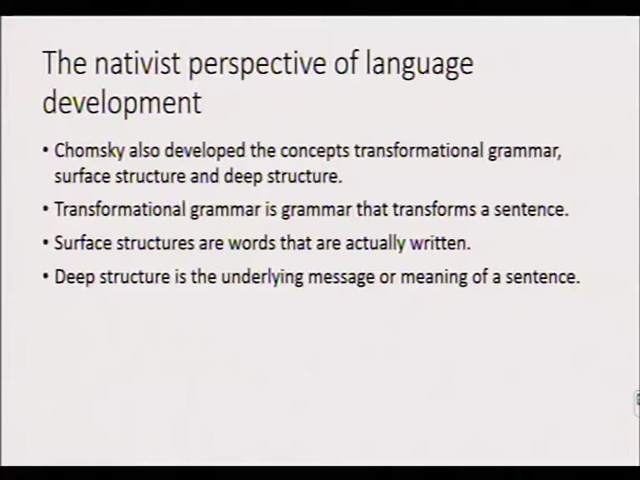 The nativist perspective of language
development
• Chomsky also developed the concepts transformational grammar,
surface structure and deep structure.
• Transformational grammar is grammar that transforms a sentence.
• Surface structures are words that are actually written.
• Deep structure is the underlying message or meaning of a sentence.